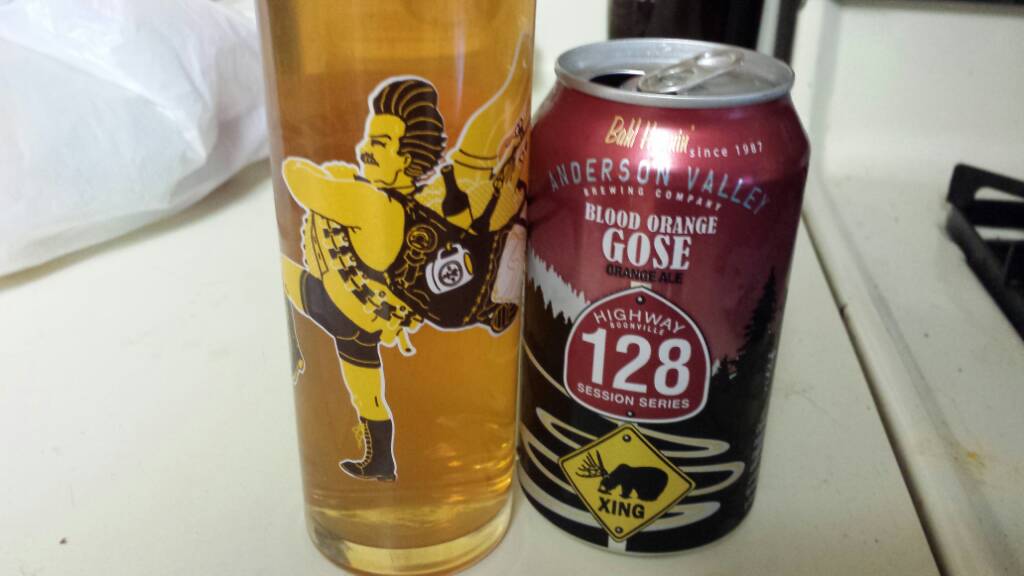 Bahl Hornin'
since 1987
ANDERSON VALLEY
BREWING COMPANY
BLOOD ORANGE
GOSE
ORANGE ALE
HIGHWAY
BOONVILLE
128
SESSION SERIES
XING